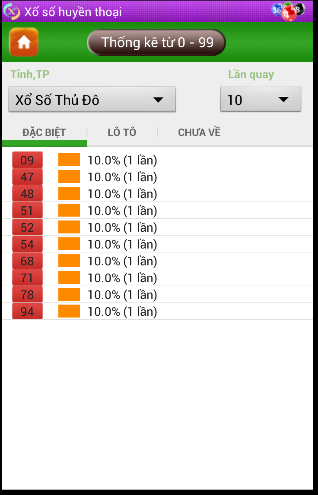 Xổ số huyền thoại
Thống kê từ 0 - 99
Tỉnh,TP Lần quay
Xổ Số Thủ Đô 10
ĐẶC BIỆT LÔ TÔ CHƯA VỀ
09 10.0% (1 lần)
47 10.0% (1 lần)
48 10.0% (1 lần)
51 10.0% (1 lần)
52 10.0% (1 lần)
54 10.0% (1 lần)
68 10.0% (1 lần)
71 10.0% (1 lần)
78 10.0% (1 lần)
94 10.0% (1 lần)